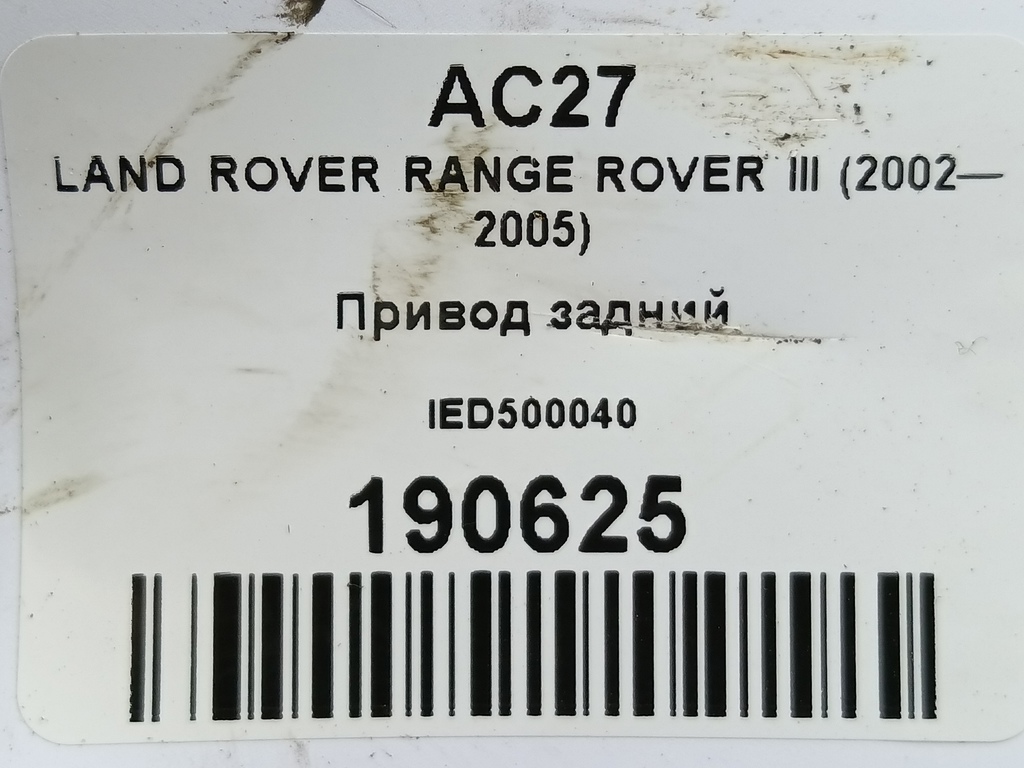 AC27
LAND ROVER RANGE ROVER III (2002—
2005)
Привод задний
IED500040
190625